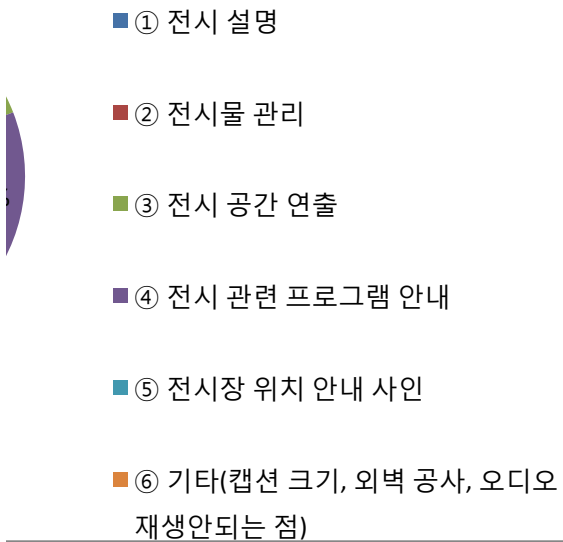 ① 전시 설명
② 전시물 관리
③ 전시 공간 연출
④ 전시 관련 프로그램 안내
⑤ 전시장 위치 안내 사인
⑥ 기타(캡션 크기, 외벽 공사, 오디오
재생안되는 점)